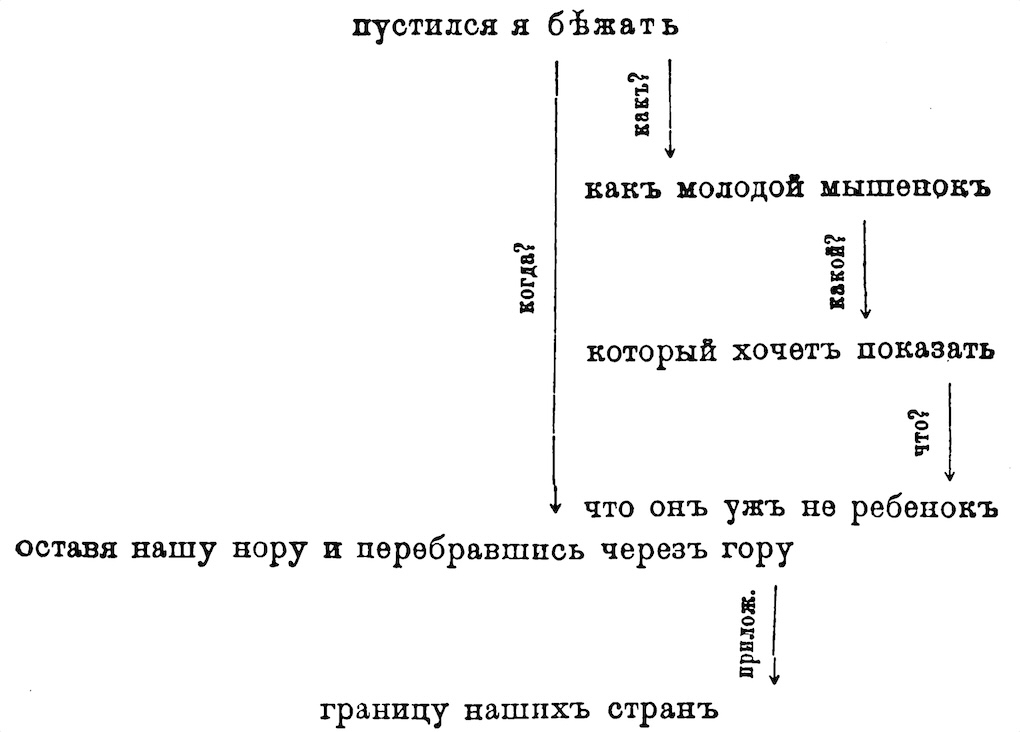 пустился я бѣжать
какъ?
какъ молодой мышенокъ
когда?
какой?
который хочетъ показать
что?
что онъ ужъ не ребенокъ
оставя нашу нору и перебравшись черезъ гору
прилож.
границу нашихъ странъ